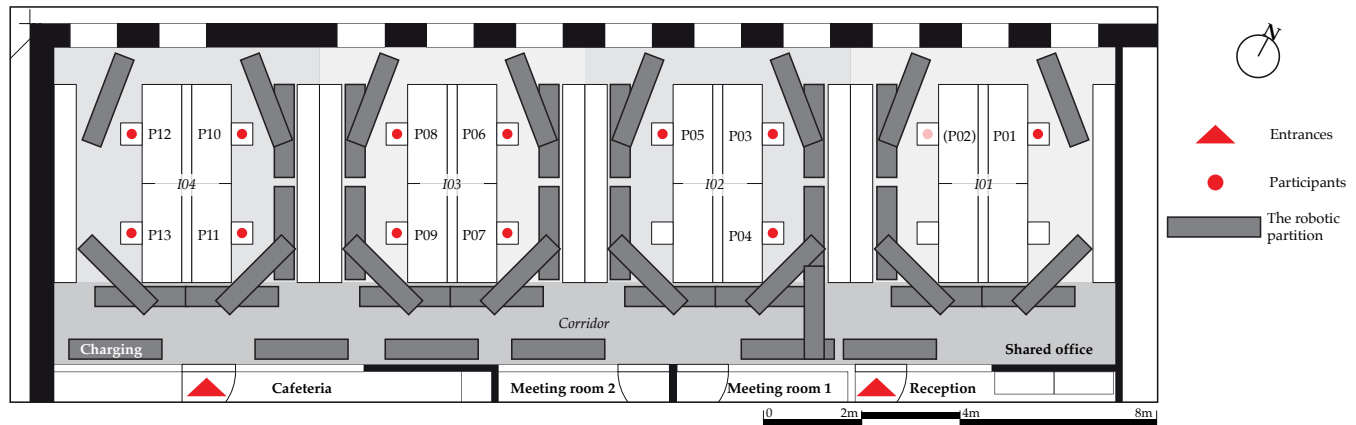 N
P12 P10 P08 P06 P05 P03 (P02) P01
Entrances
I04 I03 I02 I01
Participants
P13 P11 P09 P07 P04
The robotic
partition
Corridor
Charging Shared office
Cafeteria Meeting room 2 Meeting room 1 Reception
0 2m 4m 8m